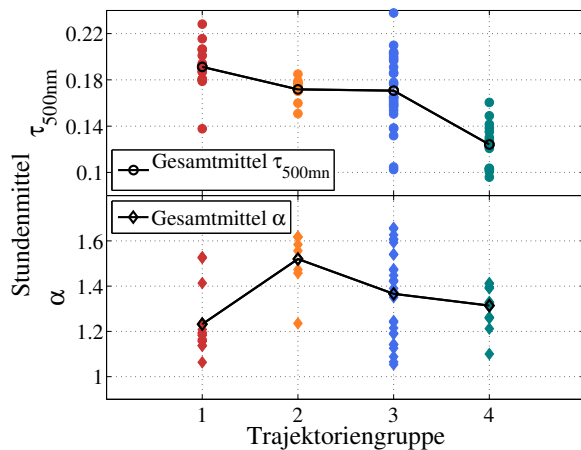 0.22
0.18
0.14
0.1
τ500nm
Gesamtmittel τ500mn
Stundenmittel
α
Gesamtmittel α
1.6
1.4
1.2
1
1 2 3 4
Trajektoriengruppe